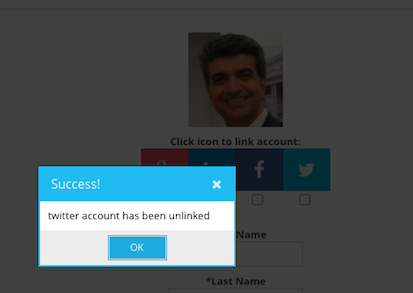 Click icon to link account:
Success!
twitter account has been unlinked
OK
Name
*Last Name